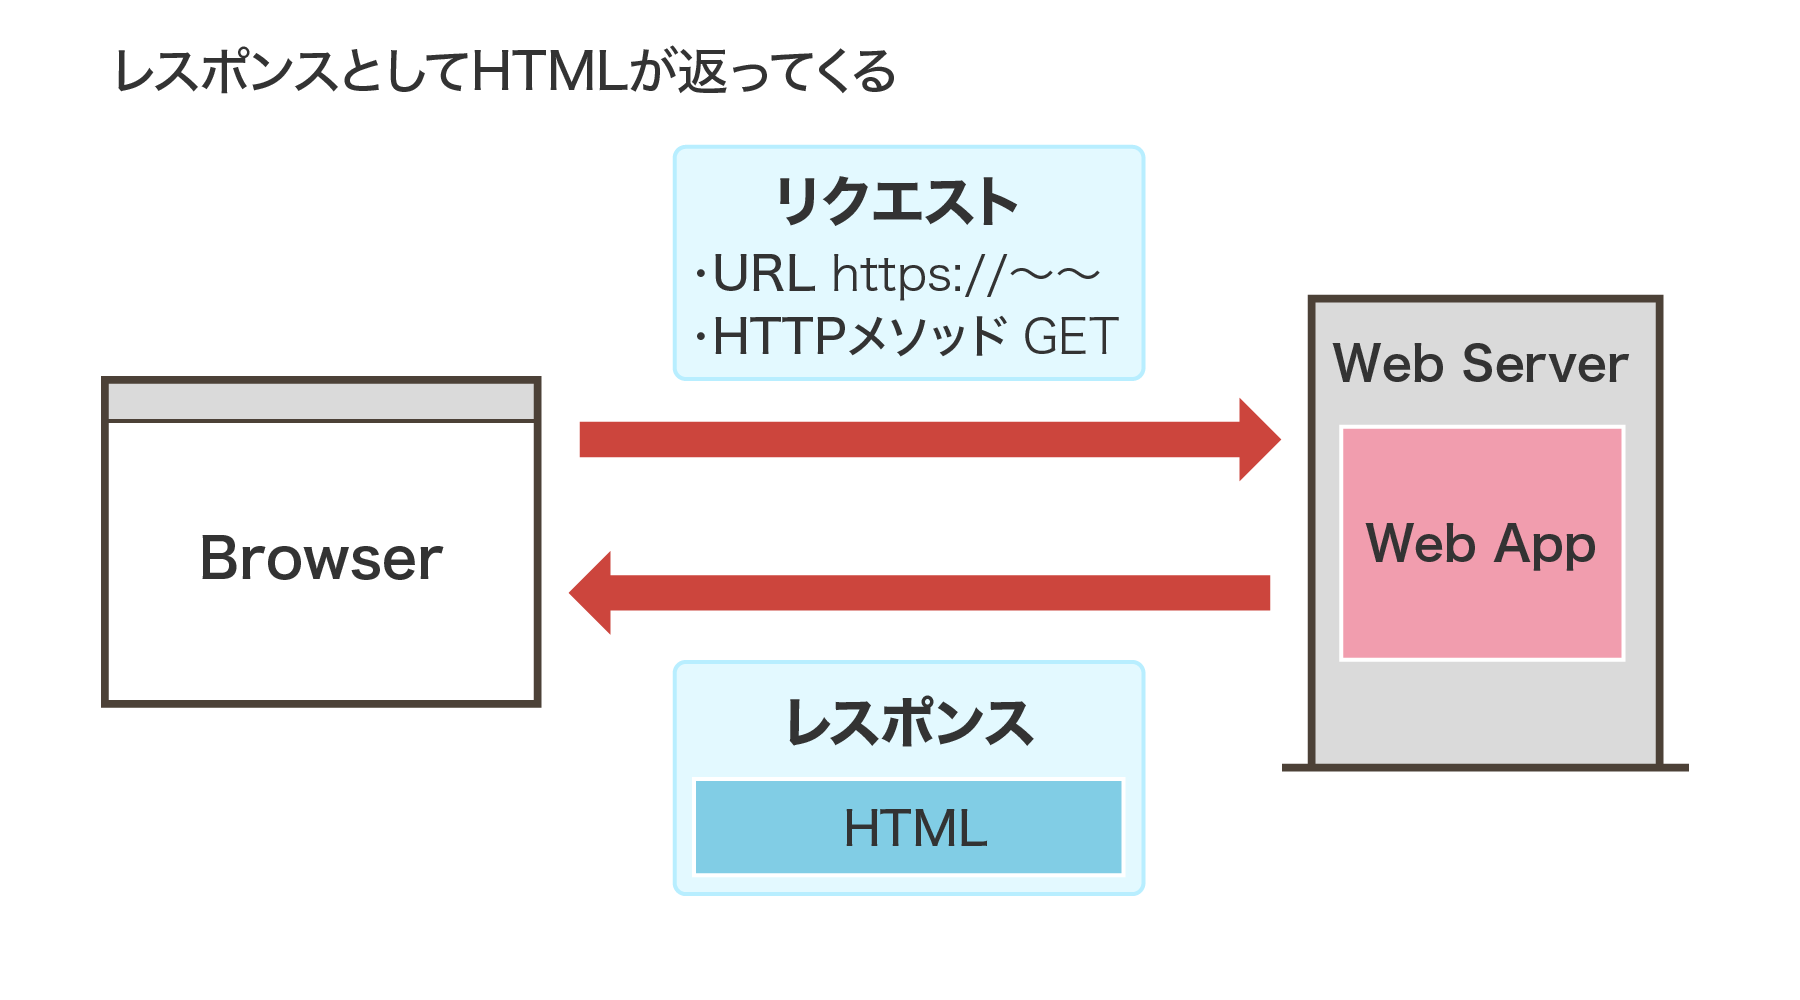 レスポンスとしてHTMLが返ってくる
リクエスト
・URL https://〜〜
・HTTPメソッド GET
Web Server
Web App
Browser
レスポンス
HTML